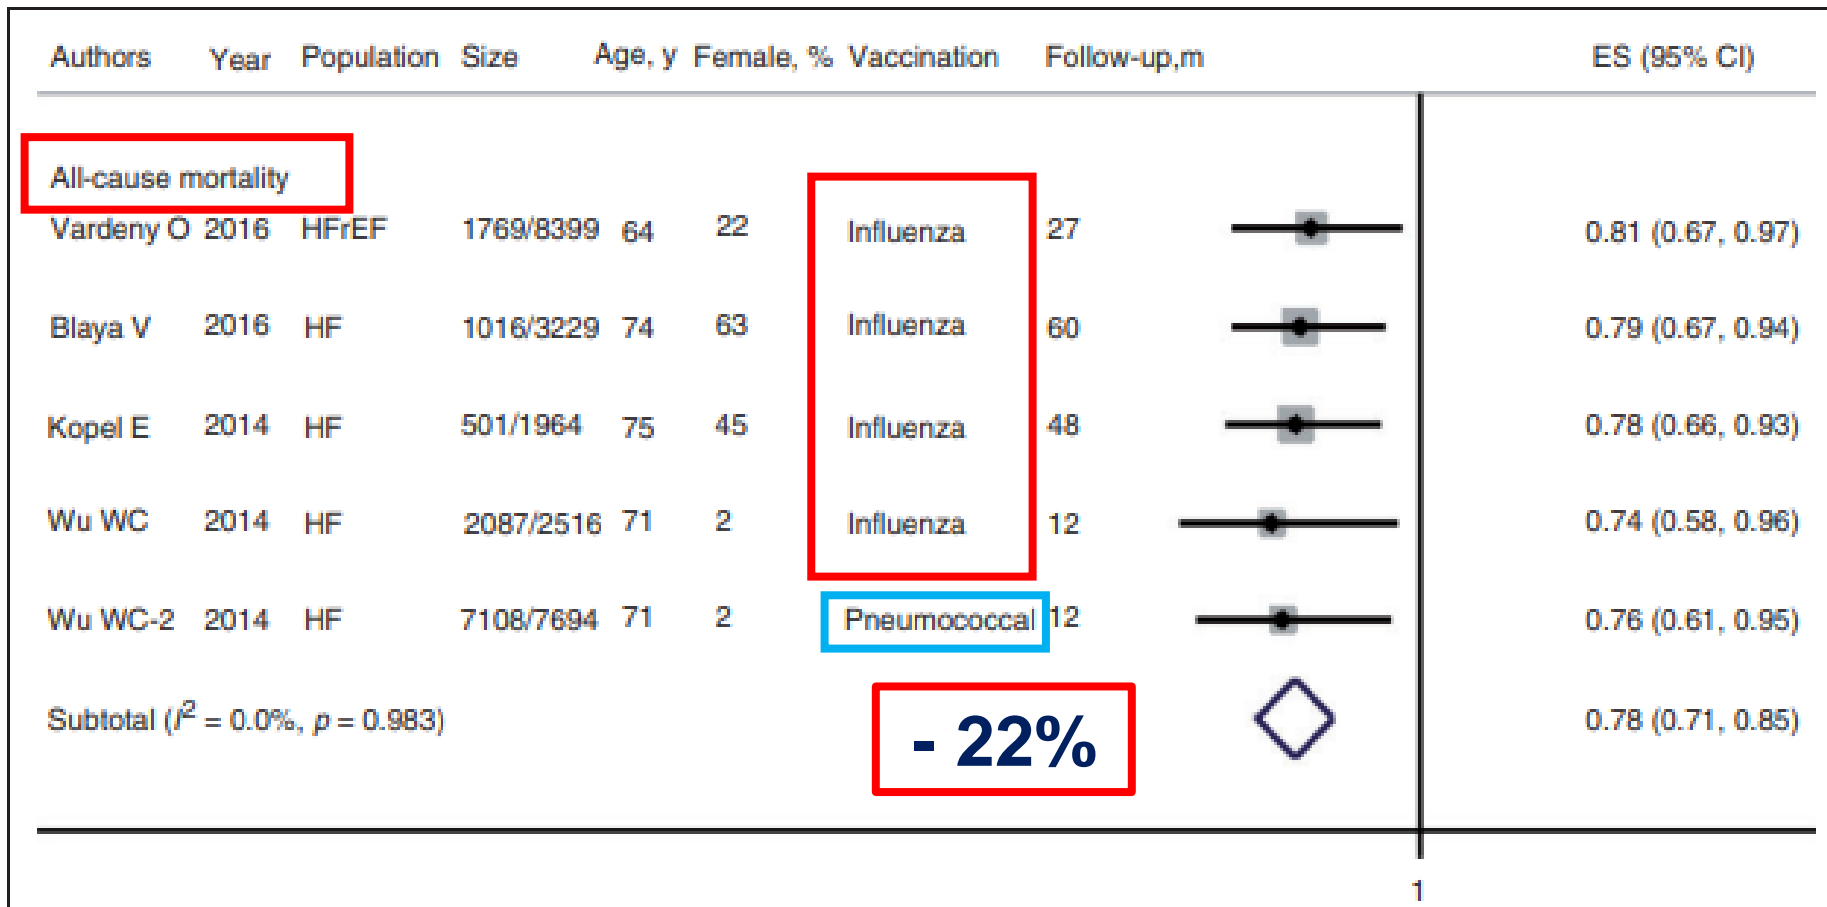 Authors Year Population Size Age, y Female, % Vaccination Follow-up,m ES (95% CI)
All-cause mortality
Vardeny O 2016 HFrEF 1769/8399 64 22 Influenza 27 0.81 (0.67, 0.97)
Blaya V 2016 HF 1016/3229 74 63 Influenza 60 0.79 (0.67, 0.94)
Kopel E 2014 HF 501/1964 75 45 Influenza 48 0.78 (0.66, 0.93)
Wu WC 2014 HF 2087/2516 71 2 Influenza 12 0.74 (0.58, 0.96)
Wu WC-2 2014 HF 7108/7694 71 2 Pneumococcal 12 0.76 (0.61, 0.95)
Subtotal (I² = 0.0%, p = 0.983) 0.78 (0.71, 0.85)
- 22%
1